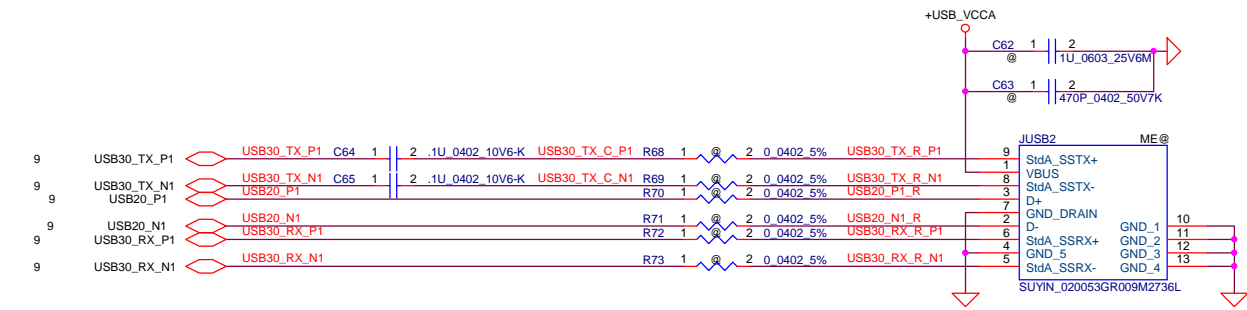 +USB_VCCA
C62 1 2
@ 1U_0603_25V6M
C63 1 2
@ 470P_0402_50V7K
JUSB2 ME@
9 USB30_TX_P1 USB30_TX_P1 C64 1 2 .1U_0402_10V6-K USB30_TX_C_P1 R68 1 @ 2 0_0402_5% USB30_TX_R_P1 9 StdA_SSTX+
1 VBUS
9 USB30_TX_N1 USB30_TX_N1 C65 1 2 .1U_0402_10V6-K USB30_TX_C_N1 R69 1 @ 2 0_0402_5% USB30_TX_R_N1 8 StdA_SSTX-
9 USB20_P1 USB20_P1 R70 1 @ 2 0_0402_5% USB20_P1_R 3 D+
7 GND_DRAIN
9 USB20_N1 USB20_N1 R71 1 @ 2 0_0402_5% USB20_N1_R 2 D- GND_1 10
9 USB30_RX_P1 USB30_RX_P1 R72 1 @ 2 0_0402_5% USB30_RX_R_P1 6 StdA_SSRX+ GND_2 11
4 GND_5 GND_3 12
9 USB30_RX_N1 USB30_RX_N1 R73 1 @ 2 0_0402_5% USB30_RX_R_N1 5 StdA_SSRX- GND_4 13
SUYIN_020053GR009M2736L